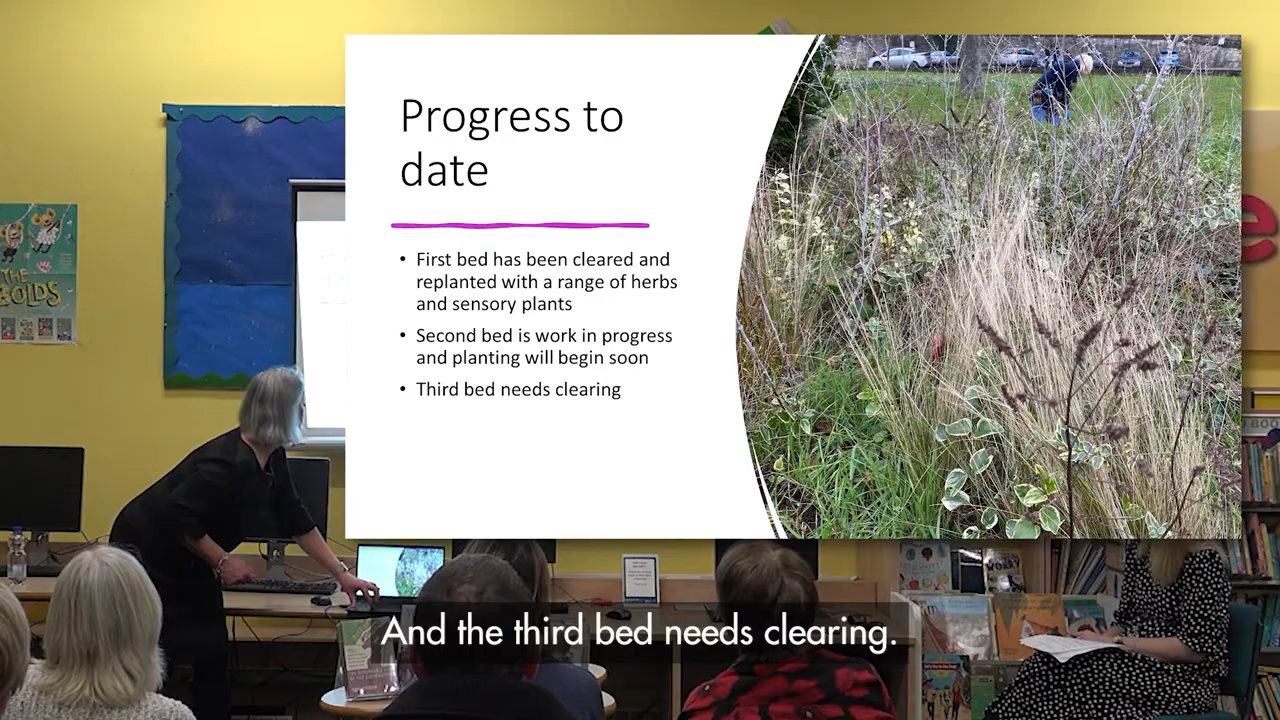 Progress to
date
• First bed has been cleared and
replanted with a range of herbs
and sensory plants
• Second bed is work in progress
and planting will begin soon
• Third bed needs clearing
THE
BOLDS
And the third bed needs clearing.